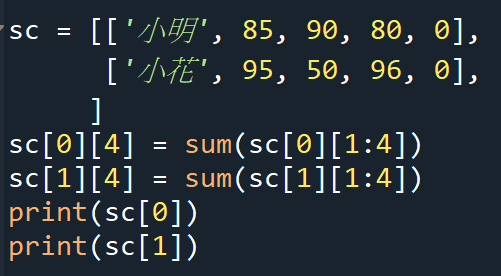 sc = [['小明', 85, 90, 80, 0],
      ['小花', 95, 50, 96, 0],
     ]
sc[0][4] = sum(sc[0][1:4])
sc[1][4] = sum(sc[1][1:4])
print(sc[0])
print(sc[1])